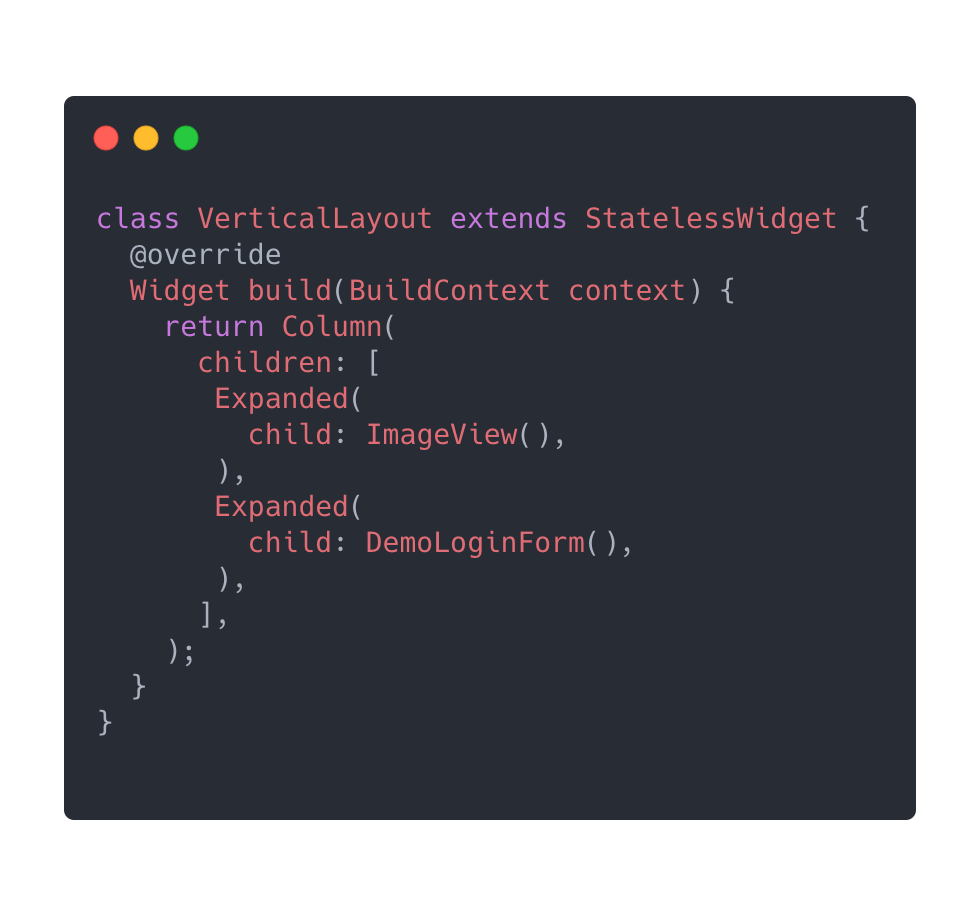 class VerticalLayout extends StatelessWidget {
  @override
  Widget build(BuildContext context) {
    return Column(
      children: [
       Expanded(
         child: ImageView(),
       ),
       Expanded(
         child: DemoLoginForm(),
       ),
      ],
    );
  }
}